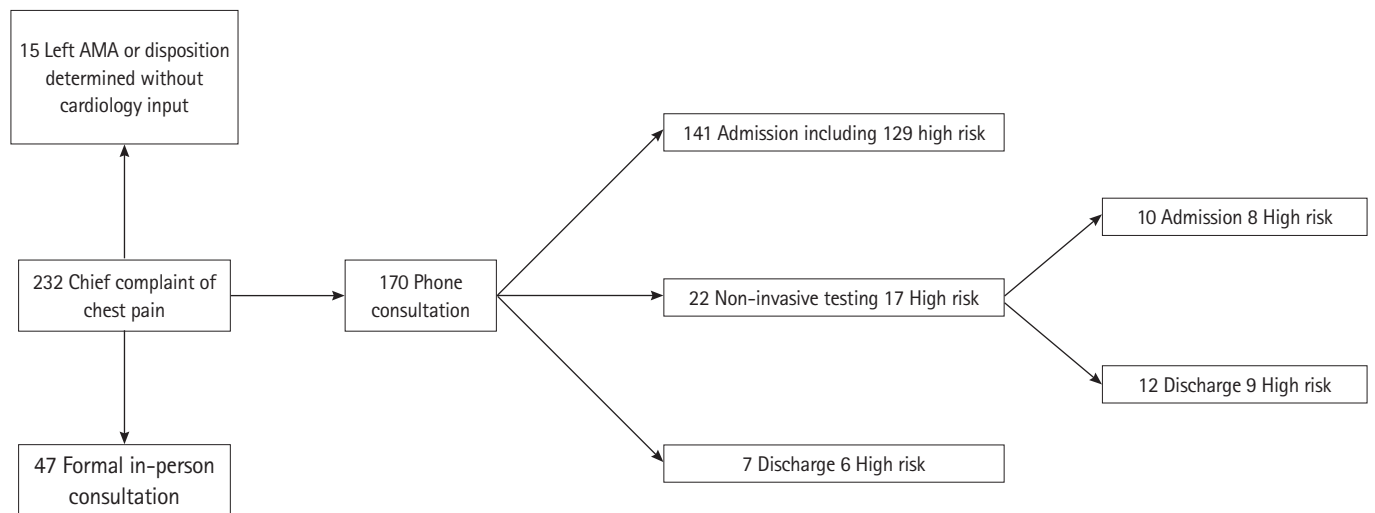 15 Left AMA or disposition
determined without
cardiology input
232 Chief complaint of
chest pain
47 Formal in-person
consultation
170 Phone
consultation
141 Admission including 129 high risk
22 Non-invasive testing 17 High risk
7 Discharge 6 High risk
10 Admission 8 High risk
12 Discharge 9 High risk